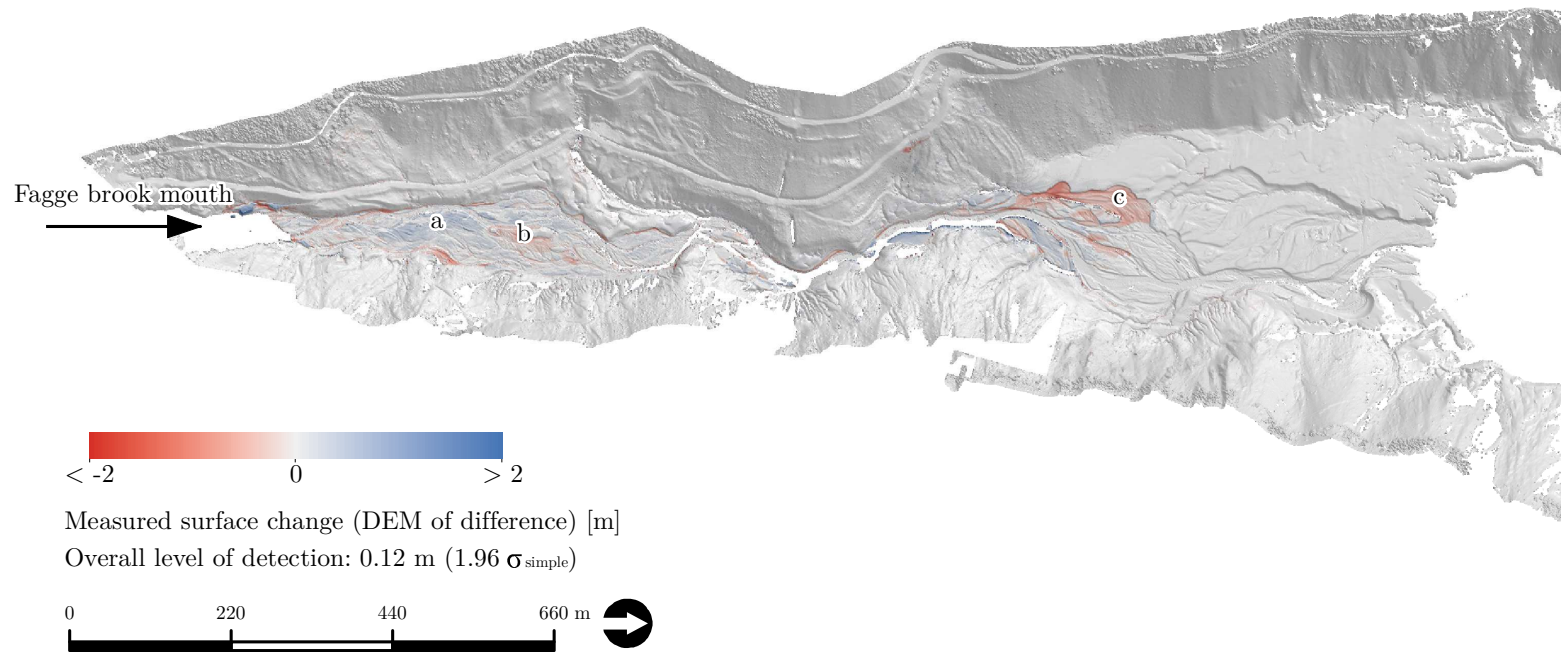 Fagge brook mouth
a
b
c
< -2 0 > 2
Measured surface change (DEM of difference) [m]
Overall level of detection: 0.12 m (1.96 σ simple)
0 220 440 660 m